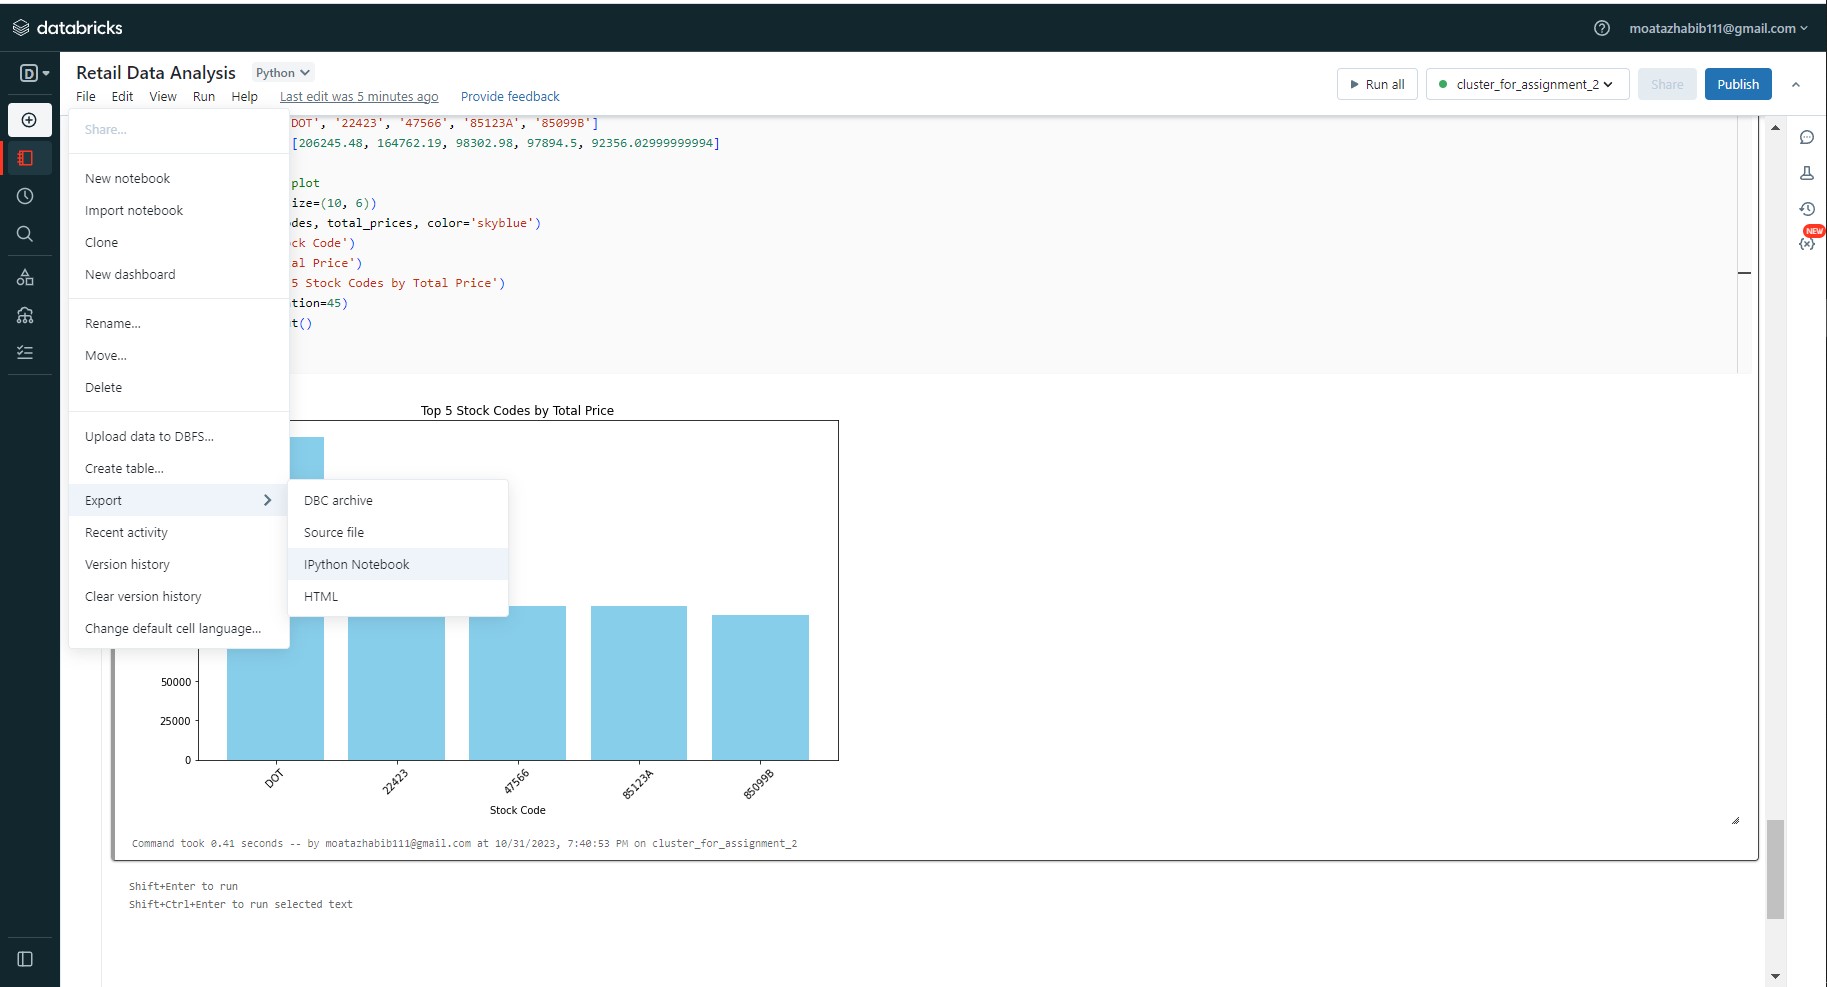 databricks
moatazhabib111@gmail.com
D
Retail Data Analysis Python
File Edit View Run Help Last edit was 5 minutes ago Provide feedback
Run all cluster_for_assignment_2 Share Publish
Share...
New notebook
Import notebook
Clone
New dashboard
Rename...
Move...
Delete
Upload data to DBFS...
Create table...
Export
Recent activity
Version history
Clear version history
Change default cell language...
DBC archive
Source file
IPython Notebook
HTML
DOT', '22423', '47566', '85123A', '85099B']
[206245.48, 164762.19, 98302.98, 97894.5, 92356.02999999994]
plot
ize=(10, 6))
des, total_prices, color='skyblue')
ck Code')
al Price')
5 Stock Codes by Total Price')
tion=45)
t()
NEW
{x}
Top 5 Stock Codes by Total Price
50000
25000
0
DOT 22423 47566 85123A 85099B
Stock Code
Command took 0.41 seconds -- by moatazhabib111@gmail.com at 10/31/2023, 7:40:53 PM on cluster_for_assignment_2
Shift+Enter to run
Shift+Ctrl+Enter to run selected text